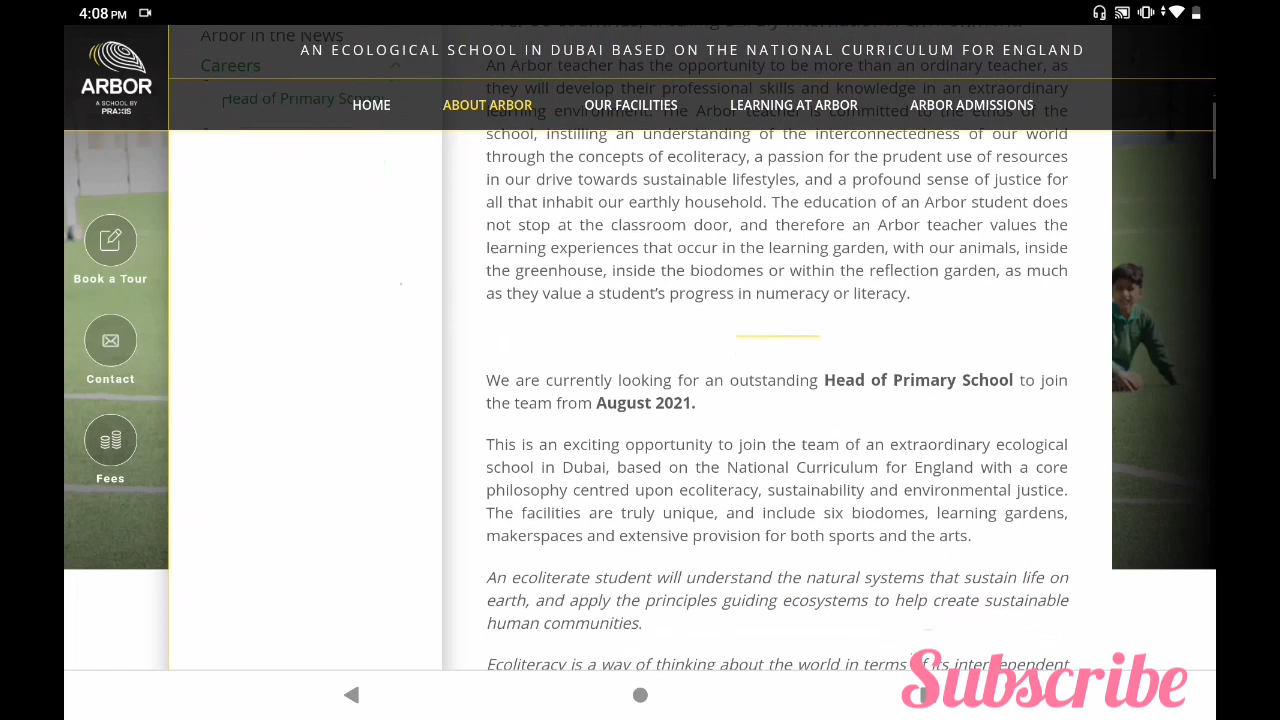 4:08 PM
Arbor in the News
AN ECOLOGICAL SCHOOL IN DUBAI BASED ON THE NATIONAL CURRICULUM FOR ENGLAND
ARBOR
A SCHOOL BY
PRAXIS
Careers
Head of Primary School
HOME
ABOUT ARBOR
OUR FACILITIES
LEARNING AT ARBOR
ARBOR ADMISSIONS
An Arbor teacher has the opportunity to be more than an ordinary teacher, as
they will develop their professional skills and knowledge in an extraordinary
learning environment. The Arbor teacher is committed to the ethos of the
school, instilling an understanding of the interconnectedness of our world
through the concepts of ecoliteracy, a passion for the prudent use of resources
in our drive towards sustainable lifestyles, and a profound sense of justice for
all that inhabit our earthly household. The education of an Arbor student does
not stop at the classroom door, and therefore an Arbor teacher values the
learning experiences that occur in the learning garden, with our animals, inside
the greenhouse, inside the biodomes or within the reflection garden, as much
as they value a student’s progress in numeracy or literacy.
Book a Tour
Contact
Fees
We are currently looking for an outstanding Head of Primary School to join
the team from August 2021.
This is an exciting opportunity to join the team of an extraordinary ecological
school in Dubai, based on the National Curriculum for England with a core
philosophy centred upon ecoliteracy, sustainability and environmental justice.
The facilities are truly unique, and include six biodomes, learning gardens,
makerspaces and extensive provision for both sports and the arts.
An ecoliterate student will understand the natural systems that sustain life on
earth, and apply the principles guiding ecosystems to help create sustainable
human communities.
Ecoliteracy is a way of thinking about the world in terms of its interdependent
Subscribe